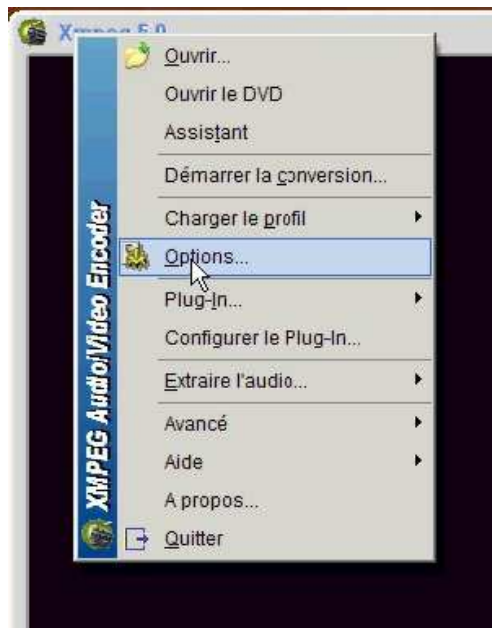 Xmpeg 5.0
Ouvrir...
Ouvrir le DVD
Assistant
Démarrer la conversion...
Charger le profil
Options...
Plug-In...
Configurer le Plug-In...
Extraire l'audio...
Avancé
Aide
A propos...
Quitter
XMPEG Audio/Video Encoder